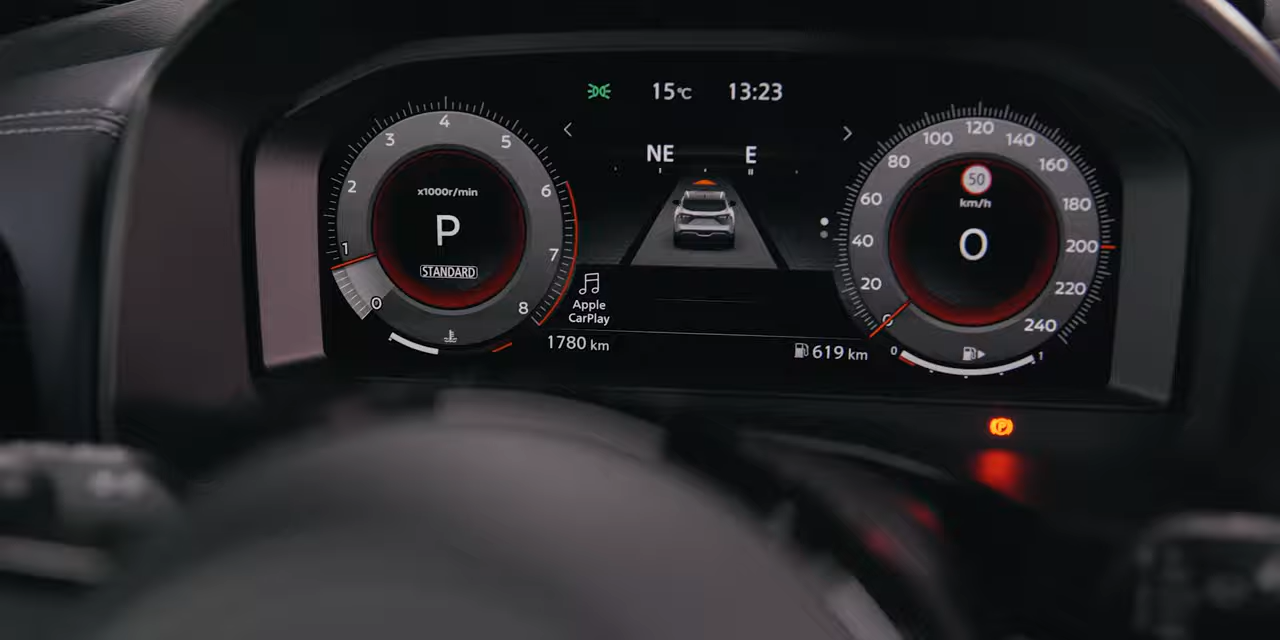 15°C 13:23
NE E
x1000r/min
P
STANDARD
0 1 2 3 4 5 6 7 8
Apple
CarPlay
1780 km
619 km
50
km/h
0
0 20 40 60 80 100 120 140 160 180 200 220 240
0 1
P